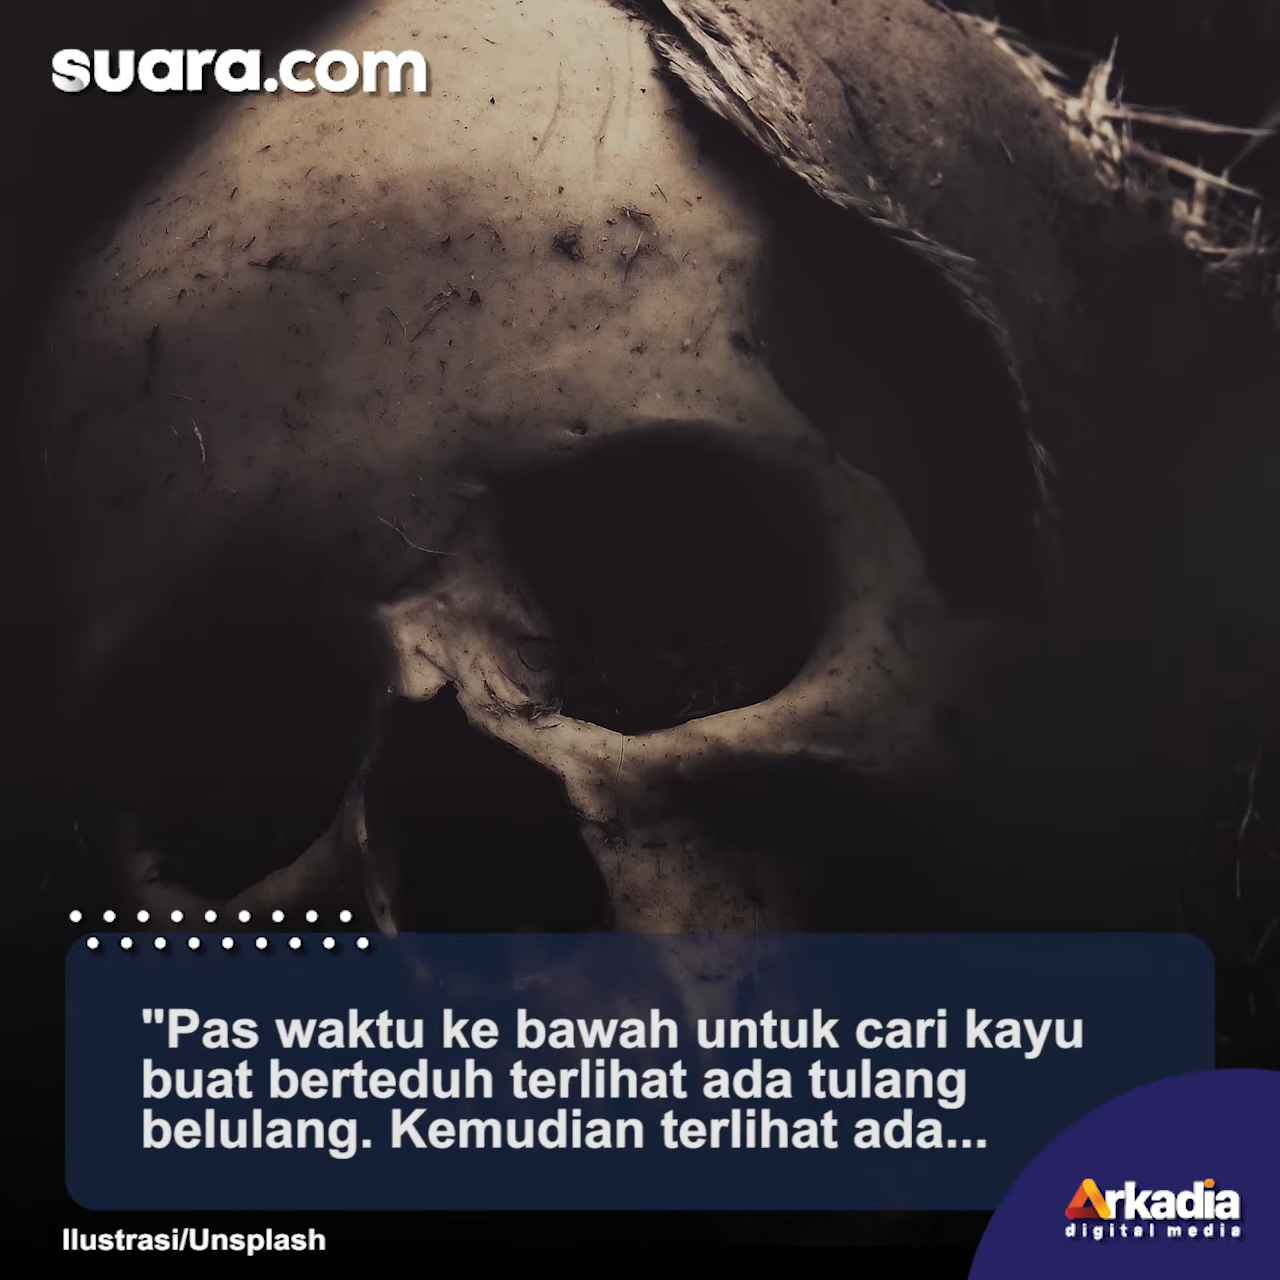 suara.com
"Pas waktu ke bawah untuk cari kayu
buat berteduh terlihat ada tulang
belulang. Kemudian terlihat ada...
Arkadia
digital media
Ilustrasi/Unsplash